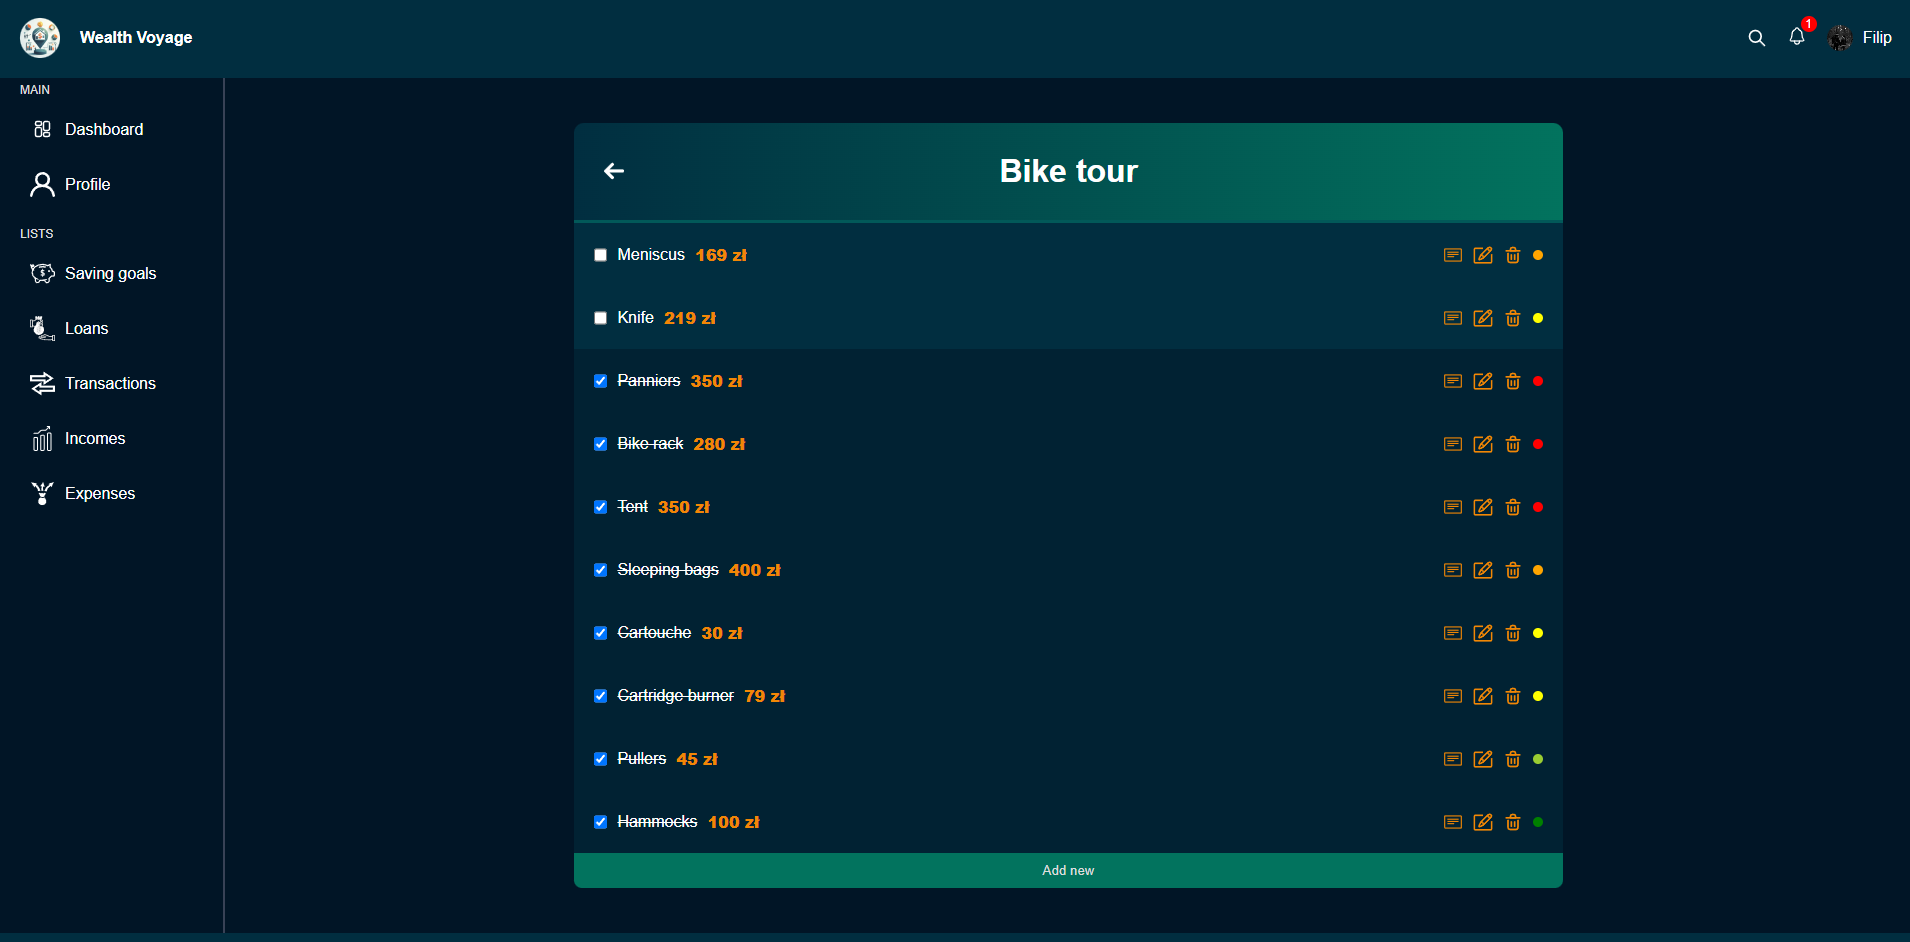 Wealth Voyage
1
Filip
MAIN
Dashboard
Profile
LISTS
Saving goals
Loans
Transactions
Incomes
Expenses
Bike tour
Meniscus 169 zł
Knife 219 zł
Panniers 350 zł
Bike rack 280 zł
Tent 350 zł
Sleeping bags 400 zł
Cartouche 30 zł
Cartridge burner 79 zł
Pullers 45 zł
Hammocks 100 zł
Add new